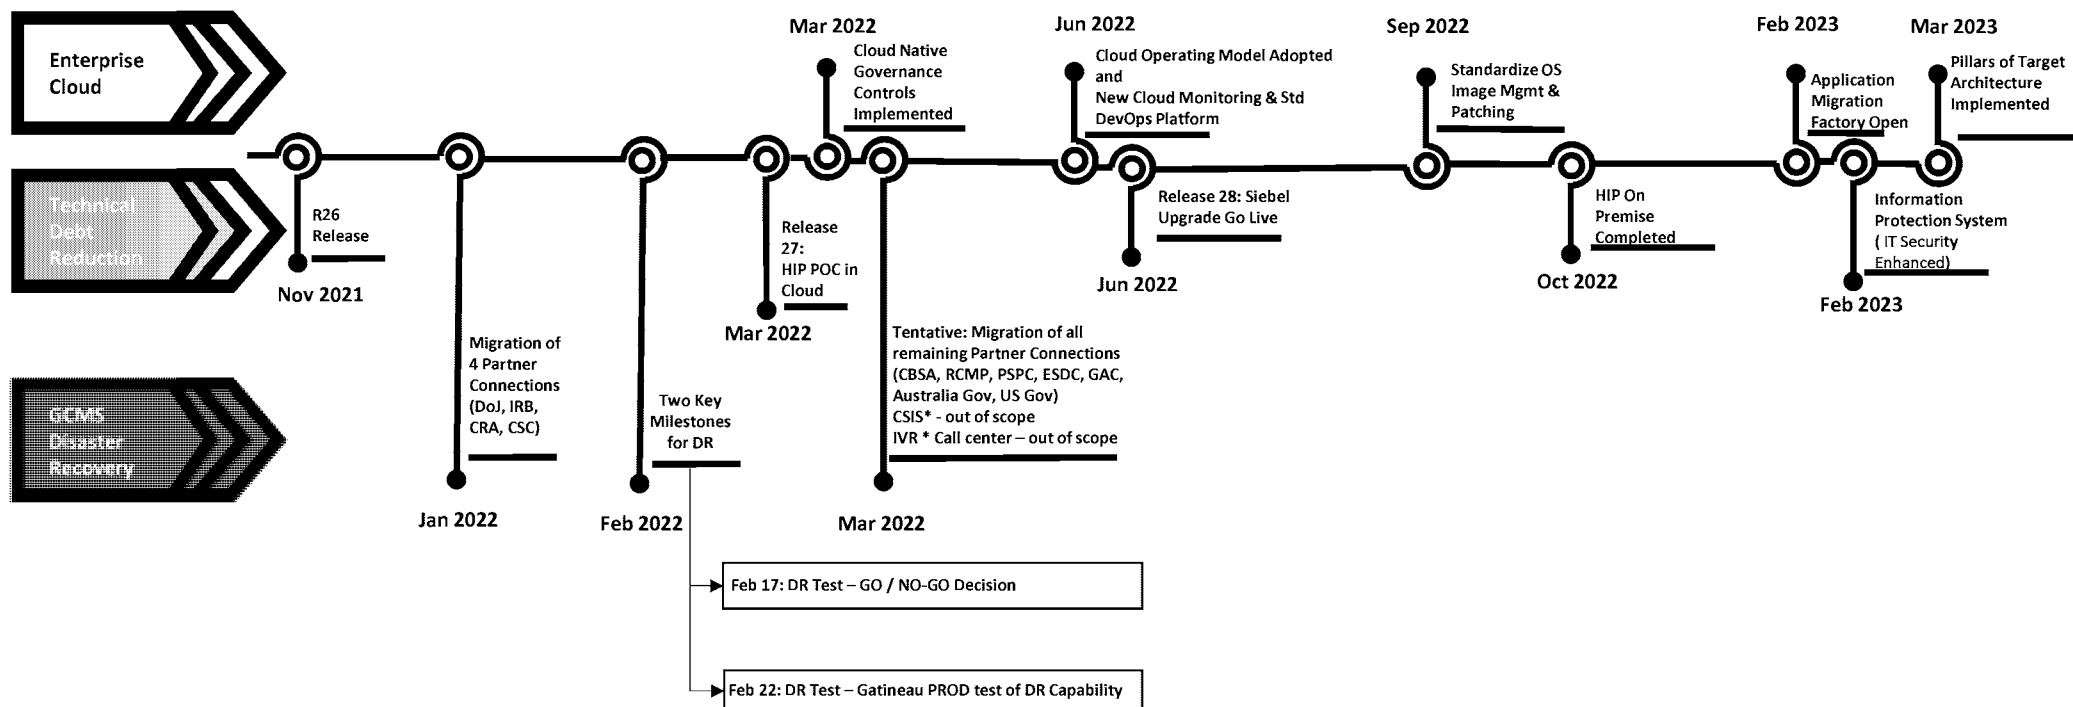 Enterprise
Cloud
Mar 2022
Cloud Native
Governance
Controls
Implemented
Jun 2022
Cloud Operating Model Adopted
and
New Cloud Monitoring & Std
DevOps Platform
Sep 2022
Standardize OS
Image Mgmt &
Patching
Feb 2023
Application
Migration
Factory Open
Mar 2023
Pillars of Target
Architecture
Implemented
Technical
Debt
Reduction
R26
Release
Nov 2021
Release
27:
HIP POC in
Cloud
Mar 2022
Release 28: Siebel
Upgrade Go Live
Jun 2022
HIP On
Premise
Completed
Oct 2022
Information
Protection System
( IT Security
Enhanced)
Feb 2023
GCMS
Disaster
Recovery
Migration of
4 Partner
Connections
(DoJ, IRB,
CRA, CSC)
Jan 2022
Two Key
Milestones
for DR
Feb 2022
Tentative: Migration of all
remaining Partner Connections
(CBSA, RCMP, PSPC, ESDC, GAC,
Australia Gov, US Gov)
CSIS* - out of scope
IVR * Call center – out of scope
Mar 2022
Feb 17: DR Test – GO / NO-GO Decision
Feb 22: DR Test – Gatineau PROD test of DR Capability